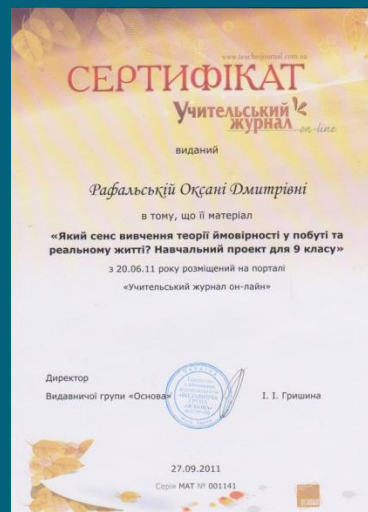 www.teacherjournal.com.ua
СЕРТИФІКАТ
Учительський
журнал on-line
виданий
Рафальській Оксані Дмитрівні
в тому, що її матеріал
«Який сенс вивчення теорії ймовірності у побуті та
реальному житті? Навчальний проект для 9 класу»
з 20.06.11 року розміщений на порталі
«Учительський журнал он-лайн»
Директор
Видавничої групи «Основа» І. І. Гришина
27.09.2011
Серія МАТ № 001141